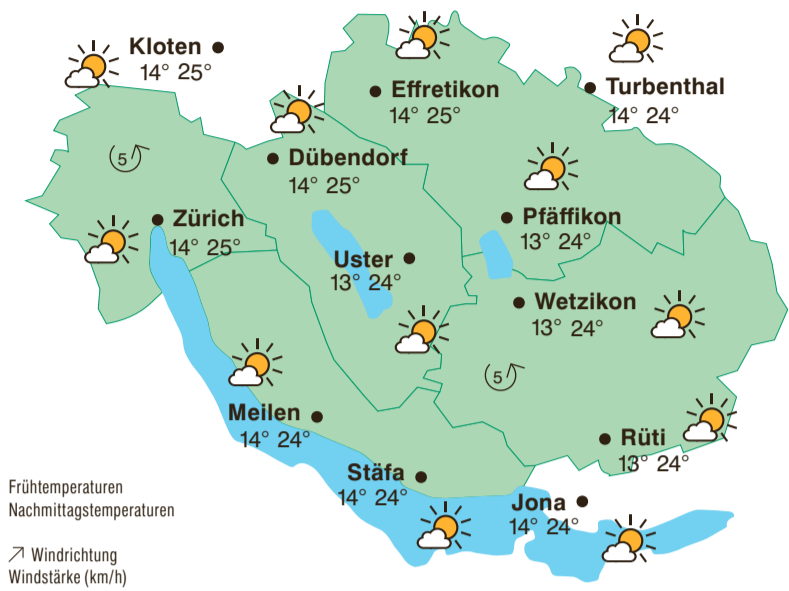 Kloten
14° 25°
Effretikon
14° 25°
Turbenthal
14° 24°
Dübendorf
14° 25°
5
Zürich
14° 25°
Pfäffikon
13° 24°
Uster
13° 24°
Wetzikon
13° 24°
5
Meilen
14° 24°
Rüti
13° 24°
Stäfa
14° 24°
Jona
14° 24°
Frühtemperaturen
Nachmittagstemperaturen
Windrichtung
Windstärke (km/h)